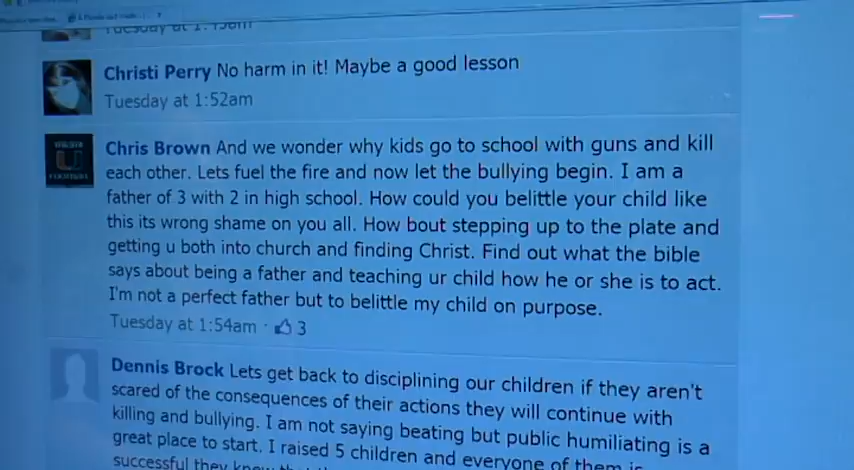 Tuesday at 1:
Christi Perry No harm in it! Maybe a good lesson
Tuesday at 1:52am
Chris Brown And we wonder why kids go to school with guns and kill
each other. Lets fuel the fire and now let the bullying begin. I am a
father of 3 with 2 in high school. How could you belittle your child like
this its wrong shame on you all. How bout stepping up to the plate and
getting u both into church and finding Christ. Find out what the bible
says about being a father and teaching ur child how he or she is to act.
I'm not a perfect father but to belittle my child on purpose.
Tuesday at 1:54am · 3
Dennis Brock Lets get back to disciplining our children if they aren't
scared of the consequences of their actions they will continue with
killing and bullying. I am not saying beating but public humiliating is a
great place to start. I raised 5 children and everyone of them is
successful they know that